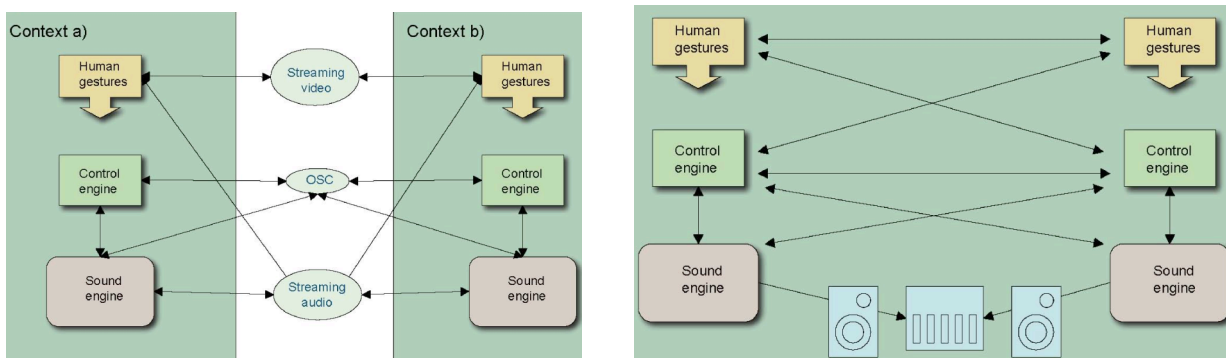 Context a)
Human
gestures
Streaming
video
Context b)
Human
gestures
Control
engine
OSC
Control
engine
Sound
engine
Streaming
audio
Sound
engine
Human
gestures
Human
gestures
Control
engine
Control
engine
Sound
engine
Sound
engine